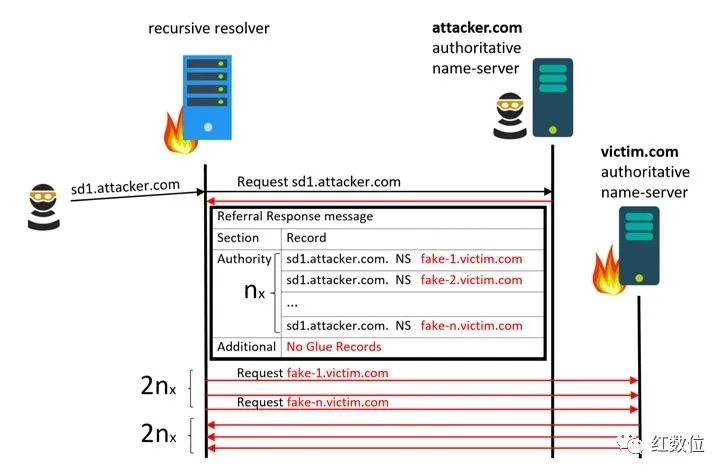 recursive resolver
attacker.com
authoritative
name-server
victim.com
authoritative
name-server
sd1.attacker.com
Request sd1.attacker.com
Referral Response message
Section Record
Authority sd1.attacker.com. NS fake-1.victim.com
sd1.attacker.com. NS fake-2.victim.com
nx
...
sd1.attacker.com. NS fake-n.victim.com
Additional No Glue Records
Request fake-1.victim.com
2nx
Request fake-n.victim.com
2nx
红数位